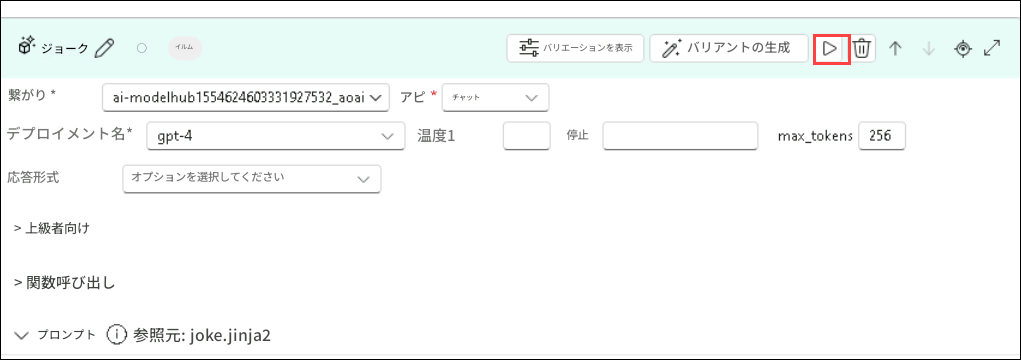 ジョーク イルム バリエーションを表示 バリアントの生成
繋がり * ai-modelhub1554624603331927532_aoai アピ * チャット
デプロイメント名* gpt-4 温度1 停止 max_tokens 256
応答形式 オプションを選択してください
> 上級者向け
> 関数呼び出し
プロンプト 参照元: joke.jinja2